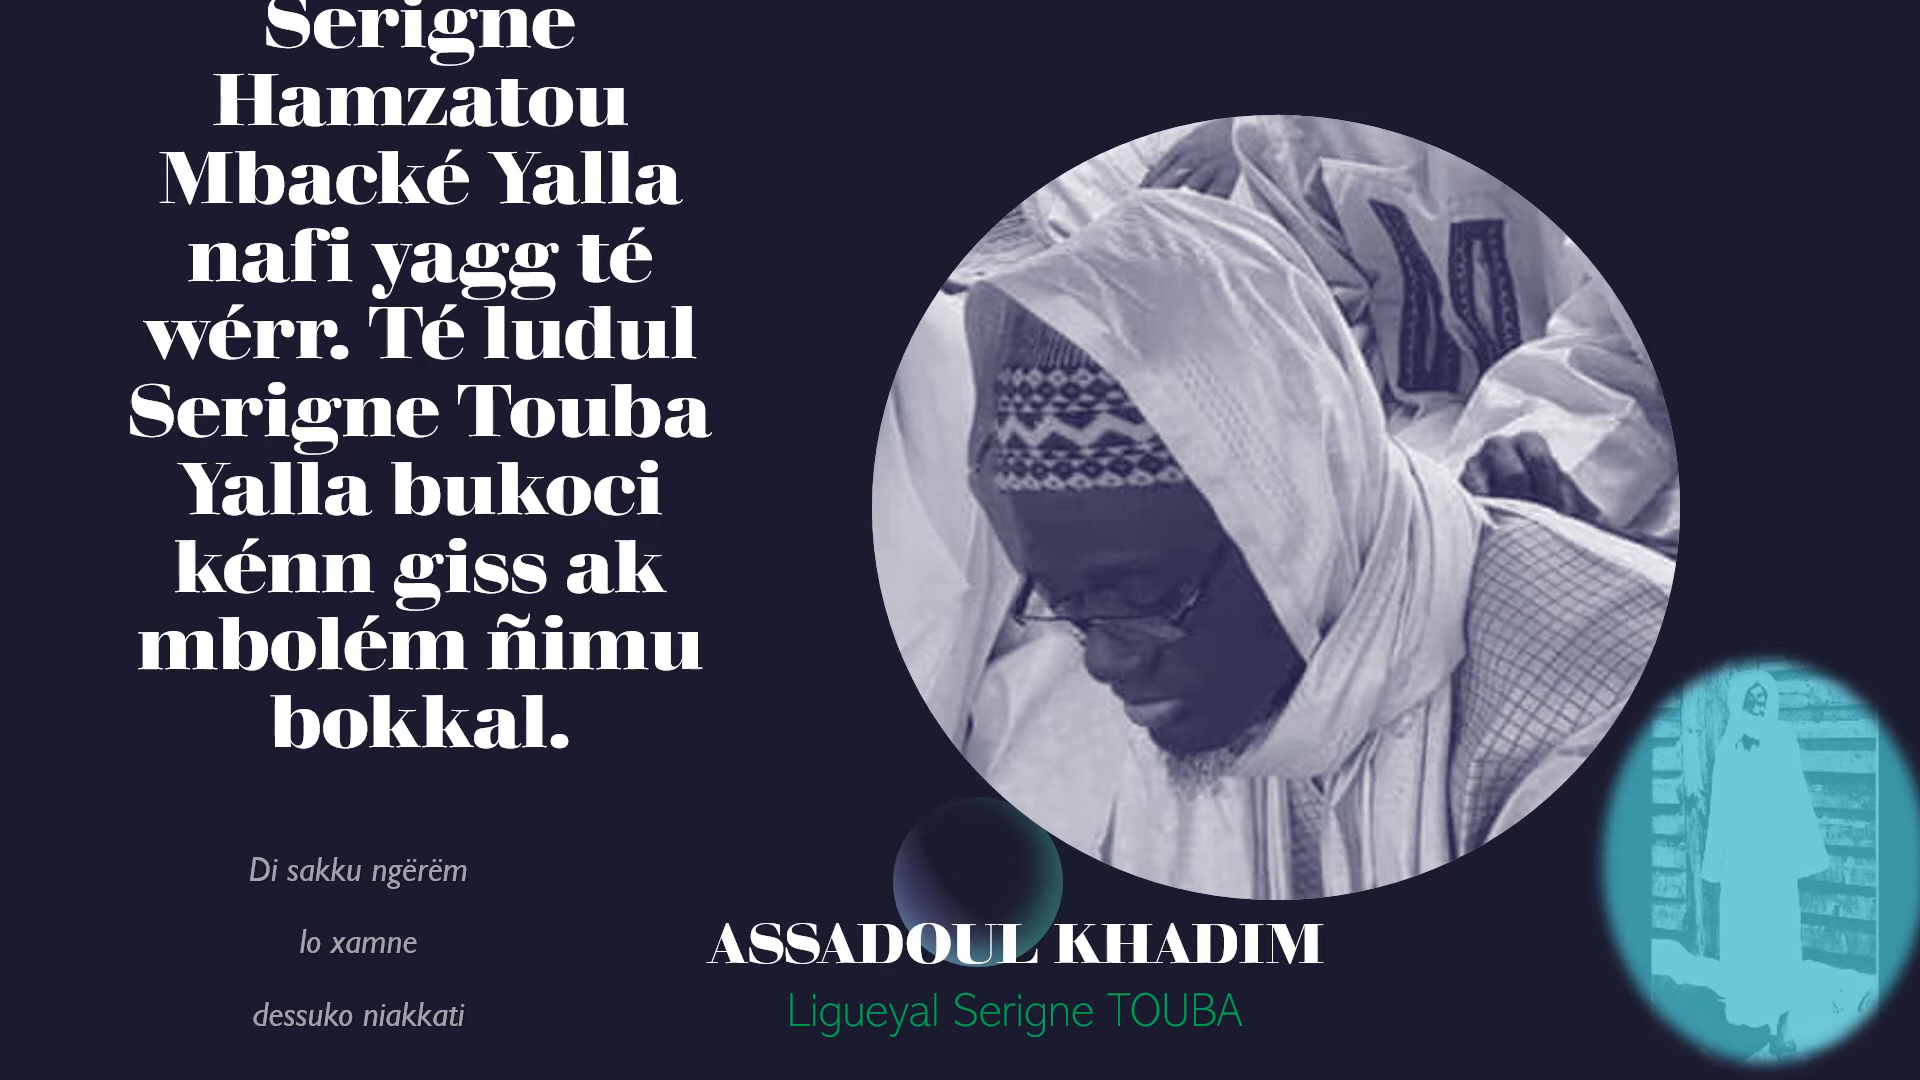 Serigne
Hamzatou
Mbacké Yalla
nafi yagg té
wérr. Té ludul
Serigne Touba
Yalla bukoci
kénn giss ak
mbolém ñimu
bokkal.
Di sakku ngërëm
lo xamne
dessuko niakkati
ASSADOUL KHADIM
Ligueyal Serigne TOUBA